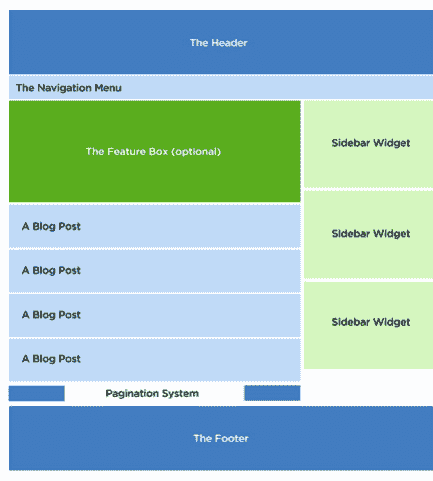 The Header
The Navigation Menu
The Feature Box (optional)
Sidebar Widget
A Blog Post
Sidebar Widget
A Blog Post
A Blog Post
Sidebar Widget
A Blog Post
Pagination System
The Footer